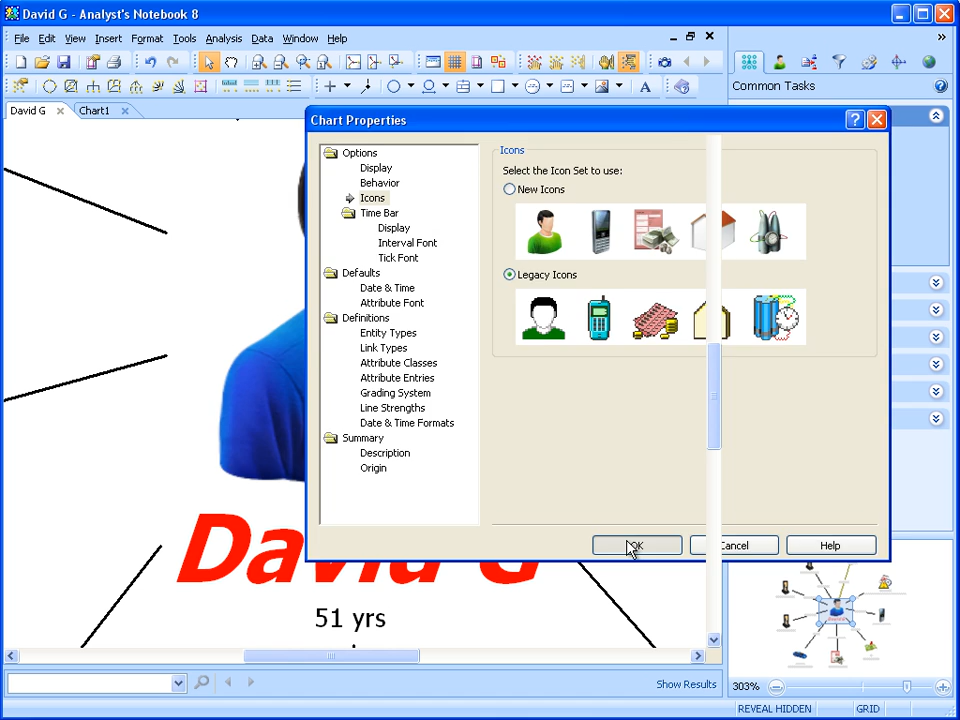 David G - Analyst's Notebook 8
File Edit View Insert Format Tools Analysis Data Window Help
Common Tasks
David G Chart1
Chart Properties
Options
Display
Behavior
Icons
Time Bar
Display
Interval Font
Tick Font
Defaults
Date & Time
Attribute Font
Definitions
Entity Types
Link Types
Attribute Classes
Attribute Entries
Grading System
Line Strengths
Date & Time Formats
Summary
Description
Origin
Icons
Select the Icon Set to use:
New Icons
Legacy Icons
OK Cancel Help
David G
51 yrs
Show Results
303%
REVEAL HIDDEN GRID